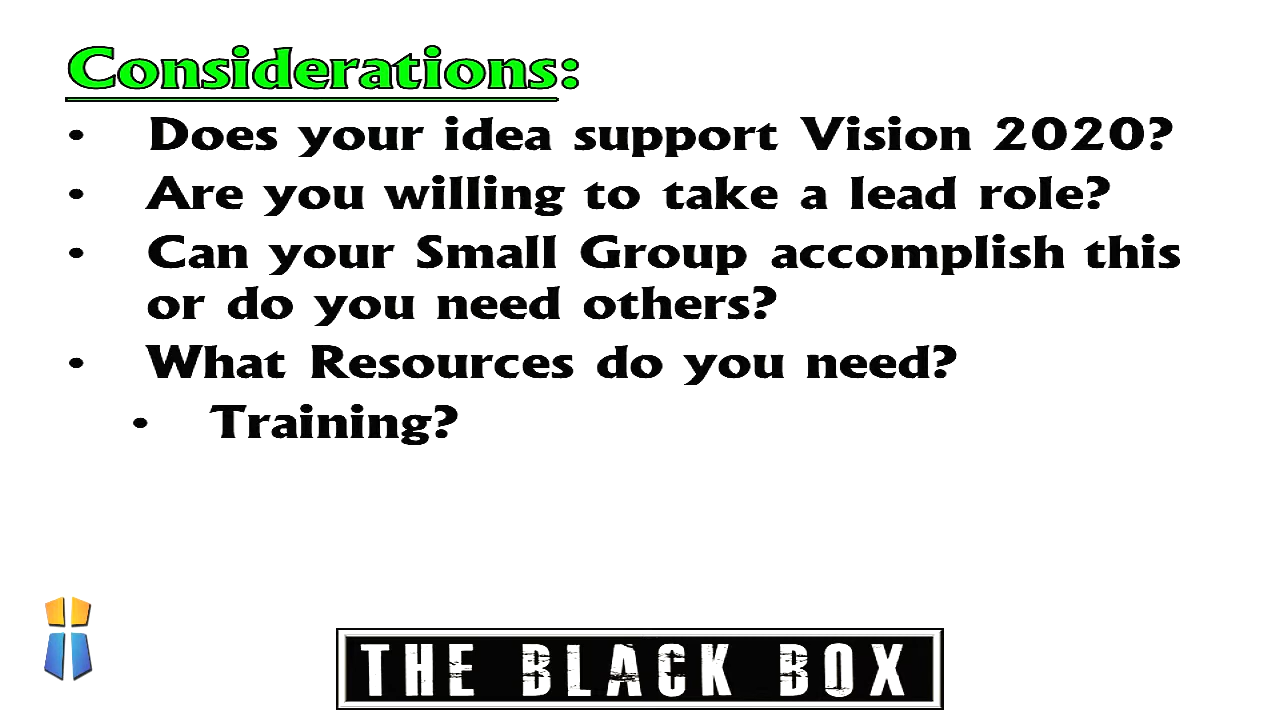 Considerations:
• Does your idea support Vision 2020?
• Are you willing to take a lead role?
• Can your Small Group accomplish this
or do you need others?
• What Resources do you need?
• Training?
THE BLACK BOX